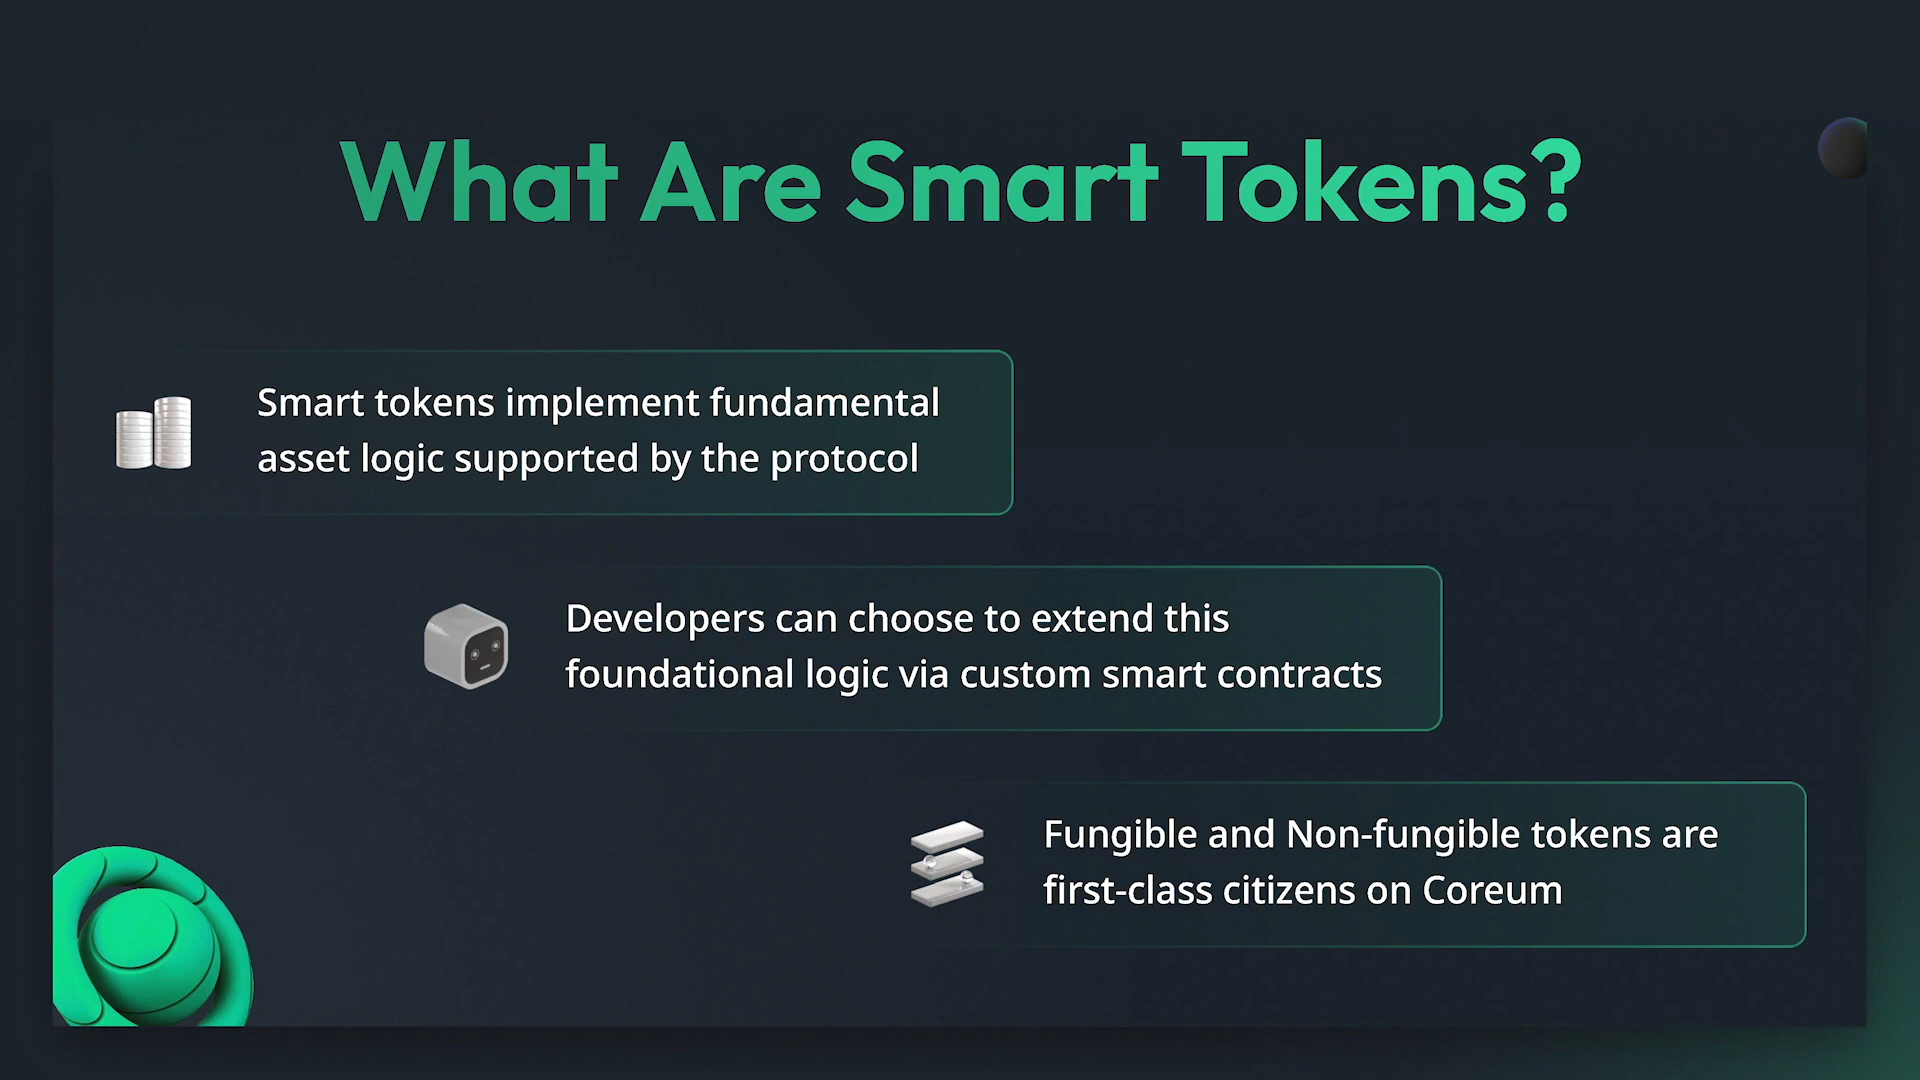 What Are Smart Tokens?
Smart tokens implement fundamental
asset logic supported by the protocol
Developers can choose to extend this
foundational logic via custom smart contracts
Fungible and Non-fungible tokens are
first-class citizens on Coreum